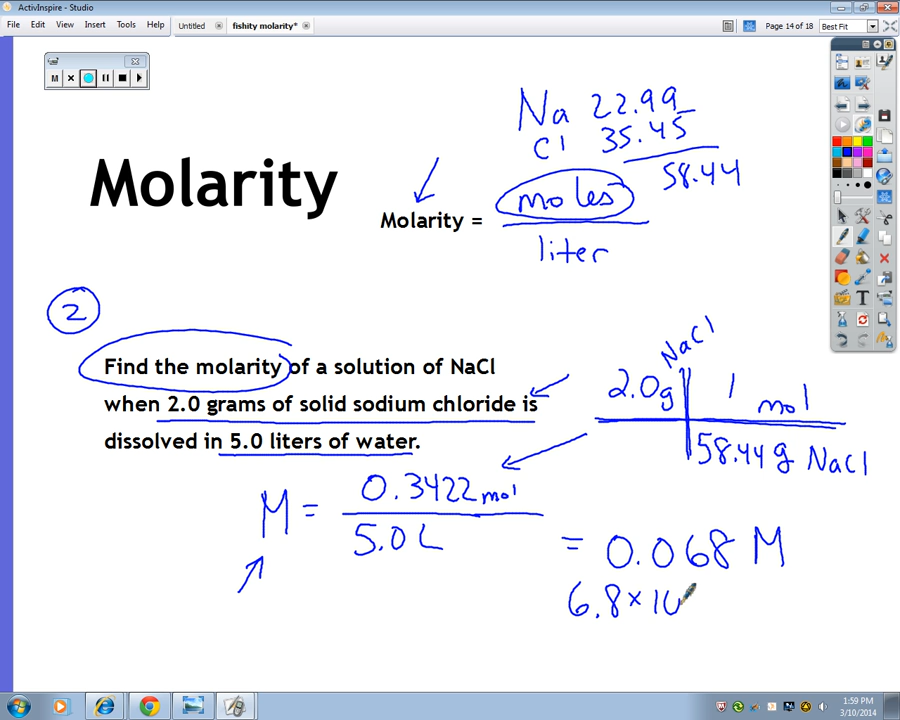 ActivInspire - Studio
File Edit View Insert Tools Help
Untitled
fishity molarity*
Page 14 of 18
Best Fit
M
Na 22.99
Cl 35.45
58.44
Molarity
Molarity = moles
liter
2
Find the molarity of a solution of NaCl
when 2.0 grams of solid sodium chloride is
dissolved in 5.0 liters of water.
NaCl
2.0g 1 mol
58.44 g NaCl
M = 0.3422 mol
5.0 L
= 0.068 M
6.8 × 10
T
1:59 PM
3/10/2014